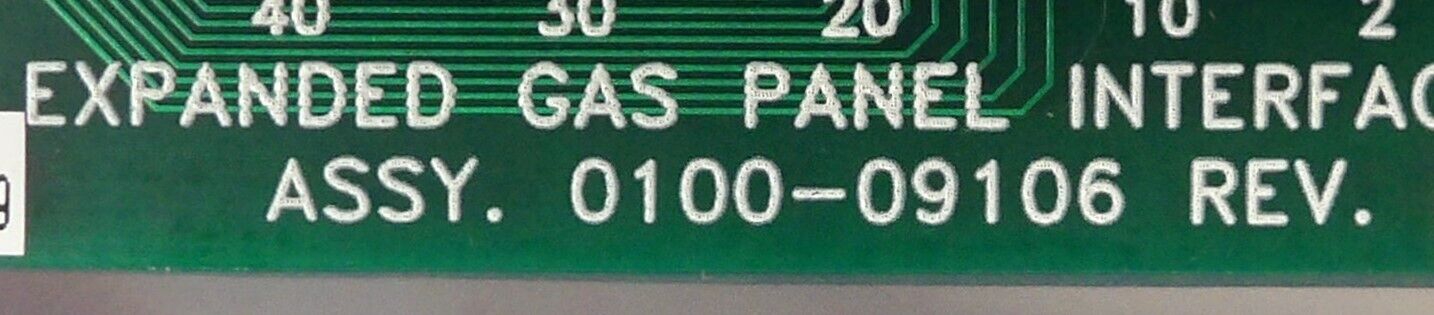 40 30 20 10 2
EXPANDED GAS PANEL INTERFAC
ASSY. 0100-09106 REV.